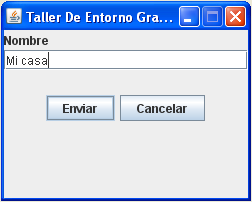 Taller De Entorno Gra...
Nombre
Mi casa
Enviar
Cancelar